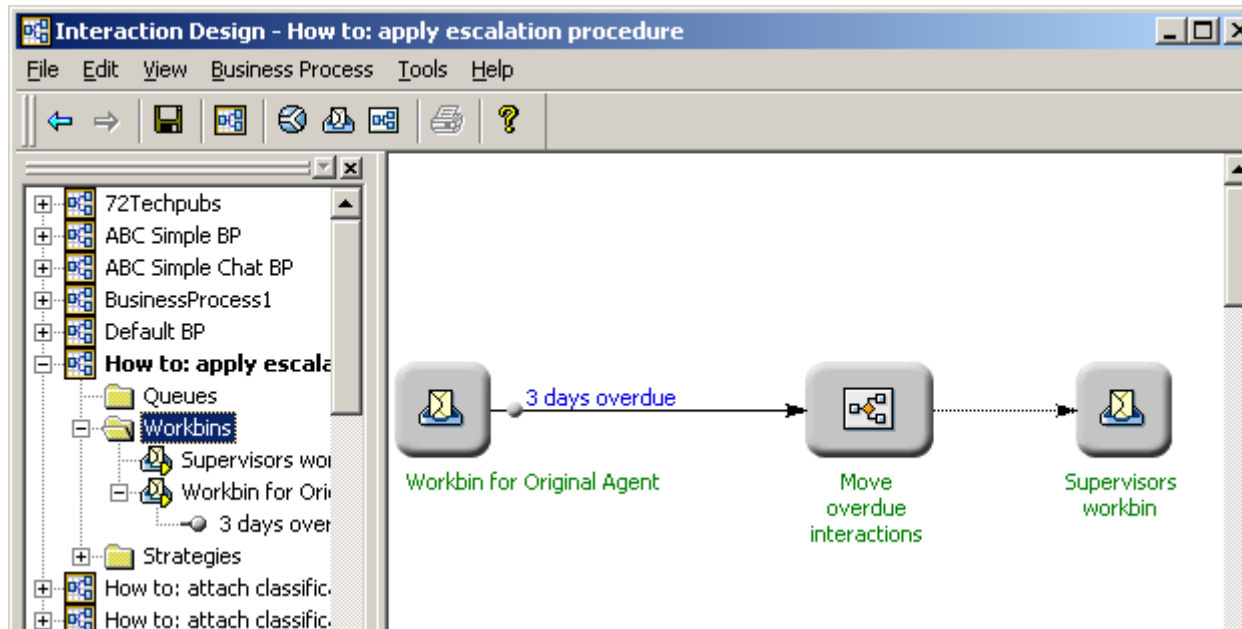 Interaction Design - How to: apply escalation procedure
File Edit View Business Process Tools Help
72Techpubs
ABC Simple BP
ABC Simple Chat BP
BusinessProcess1
Default BP
How to: apply escala
Queues
Workbins
Supervisors wor
Workbin for Orig
3 days over
Strategies
How to: attach classific
How to: attach classific
3 days overdue
Workbin for Original Agent
Move
overdue
interactions
Supervisors
workbin